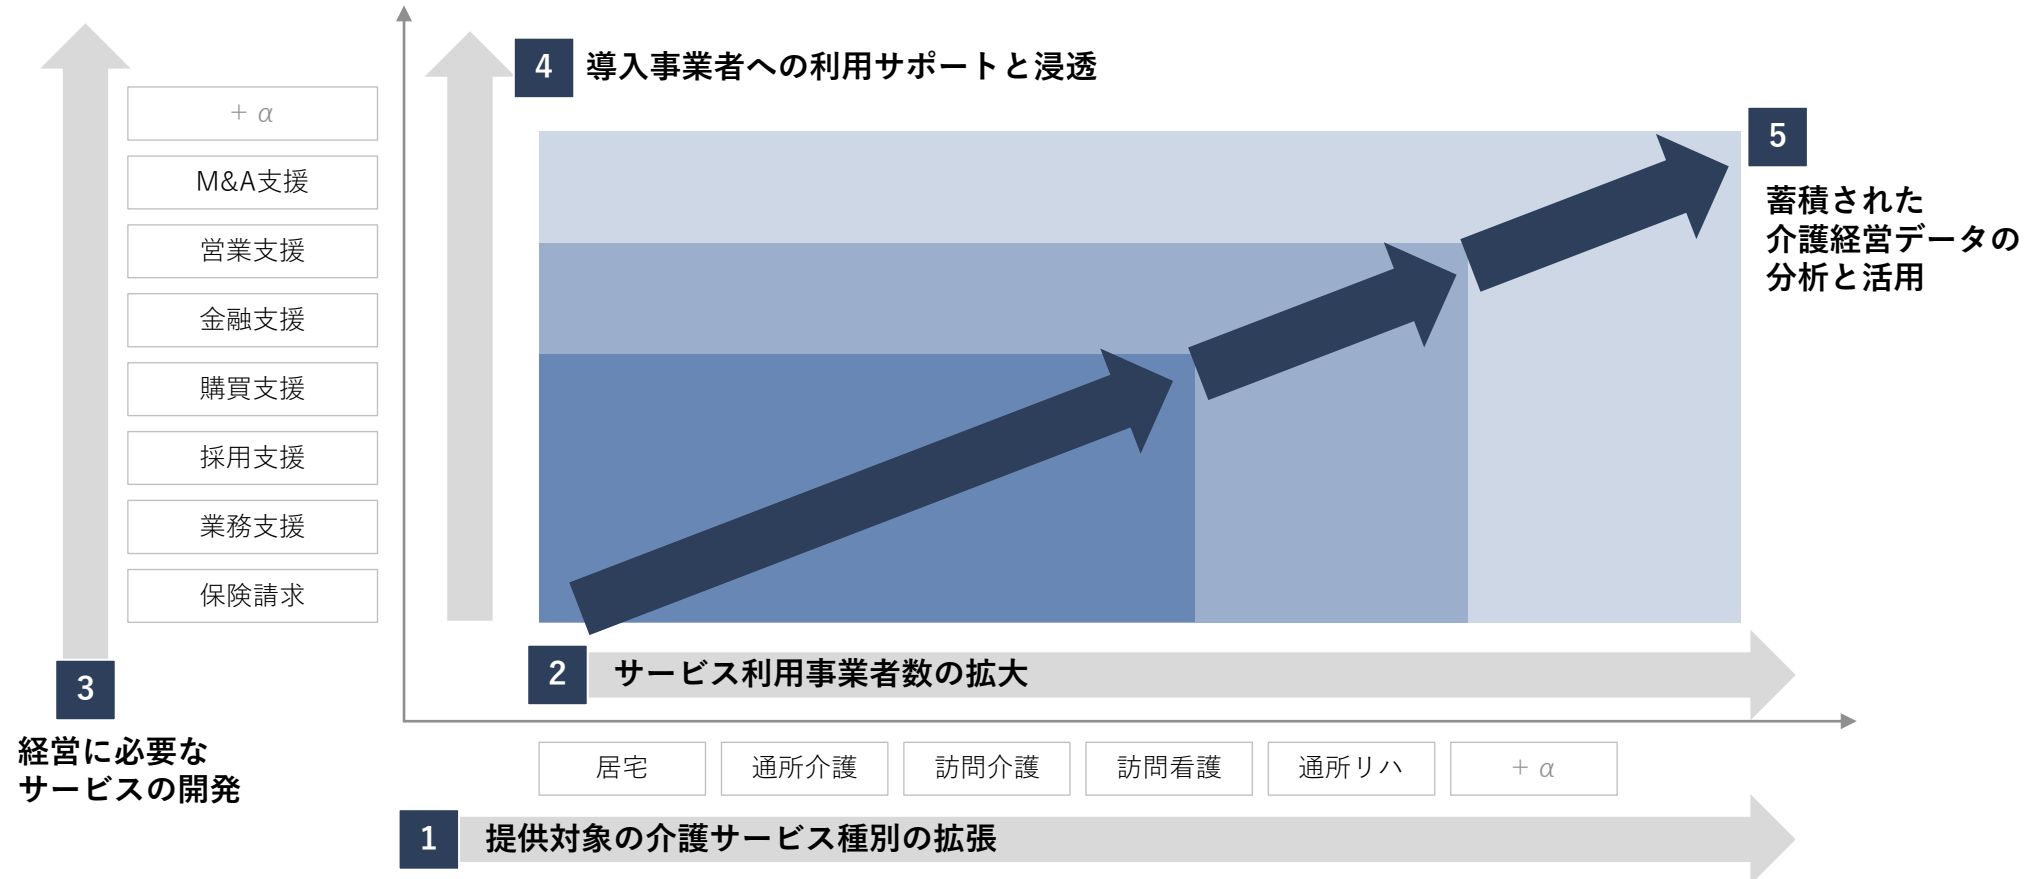 4 導入事業者への利用サポートと浸透
5
蓄積された
介護経営データの
分析と活用
+ α
M&A支援
営業支援
金融支援
購買支援
採用支援
業務支援
保険請求
3
経営に必要な
サービスの開発
2 サービス利用事業者数の拡大
居宅 通所介護 訪問介護 訪問看護 通所リハ + α
1 提供対象の介護サービス種別の拡張